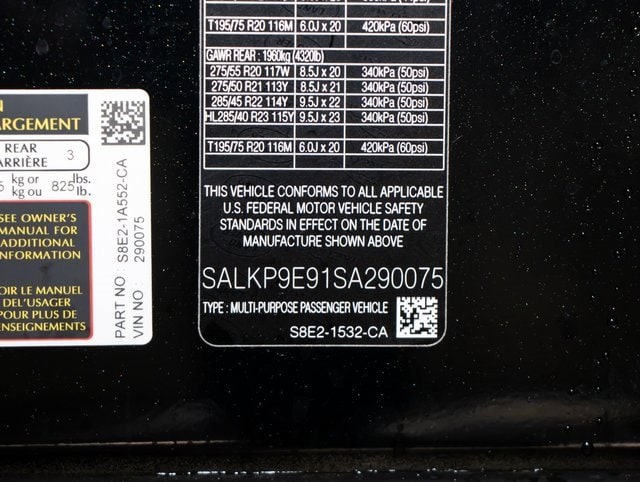 N
ARGEMENT
REAR
ARRIÈRE 3
kg or 825 lbs.
kg ou lb.
SEE OWNER'S
MANUAL FOR
ADDITIONAL
INFORMATION
OIR LE MANUEL
DEL'USAGER
POUR PLUS DE
ENSEIGNEMENTS
PART NO : S8E2-1A552-CA
VIN NO : 290075
T195/75 R20 116M 6.0J x 20 420kPa (60psi)
GAWR REAR : 1960kg (4320lb)
275/55 R20 117W 8.5J x 20 340kPa (50psi)
275/50 R21 113Y 8.5J x 21 340kPa (50psi)
285/45 R22 114Y 9.5J x 22 340kPa (50psi)
HL285/40 R23 115Y 9.5J x 23 340kPa (50psi)
T195/75 R20 116M 6.0J x 20 420kPa (60psi)
THIS VEHICLE CONFORMS TO ALL APPLICABLE
U.S. FEDERAL MOTOR VEHICLE SAFETY
STANDARDS IN EFFECT ON THE DATE OF
MANUFACTURE SHOWN ABOVE
SALKP9E91SA290075
TYPE : MULTI-PURPOSE PASSENGER VEHICLE
S8E2-1532-CA